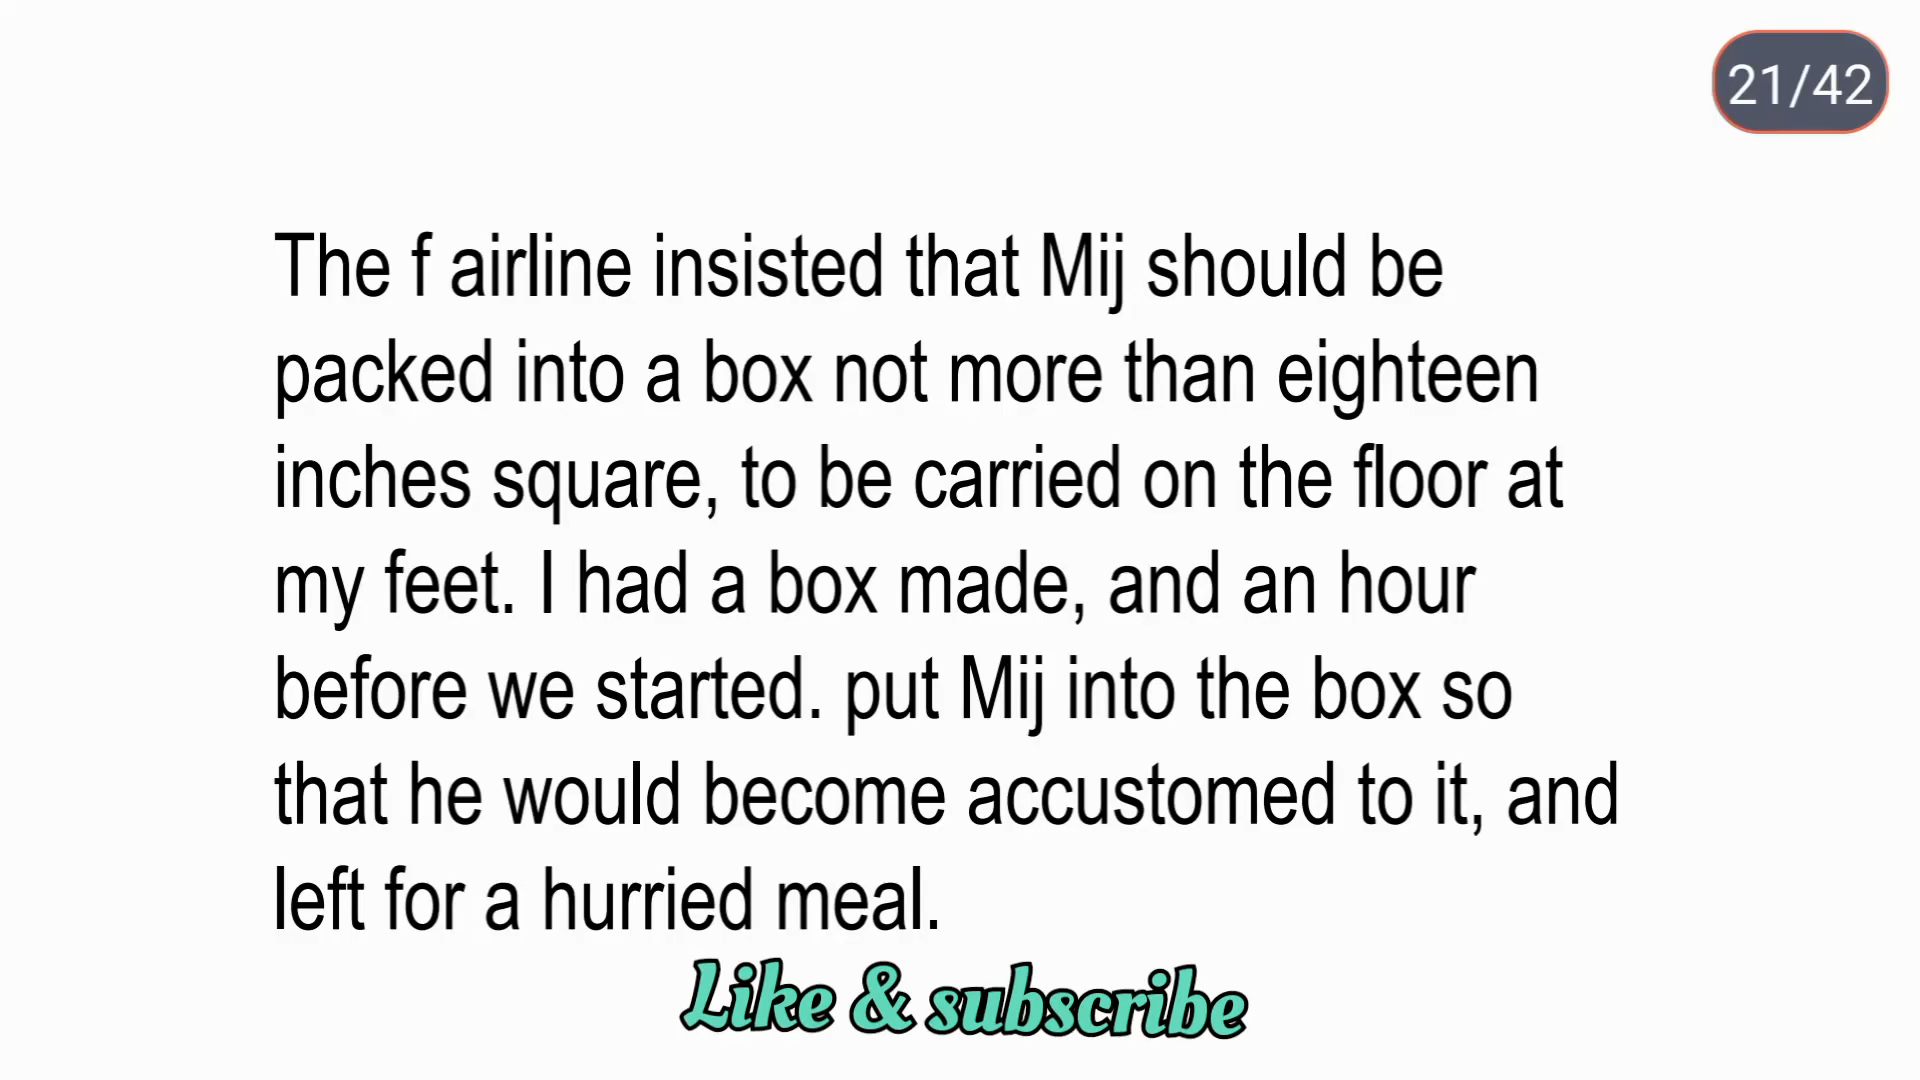 21/42
The f airline insisted that Mij should be
packed into a box not more than eighteen
inches square, to be carried on the floor at
my feet. I had a box made, and an hour
before we started. put Mij into the box so
that he would become accustomed to it, and
left for a hurried meal.
Like & subscribe